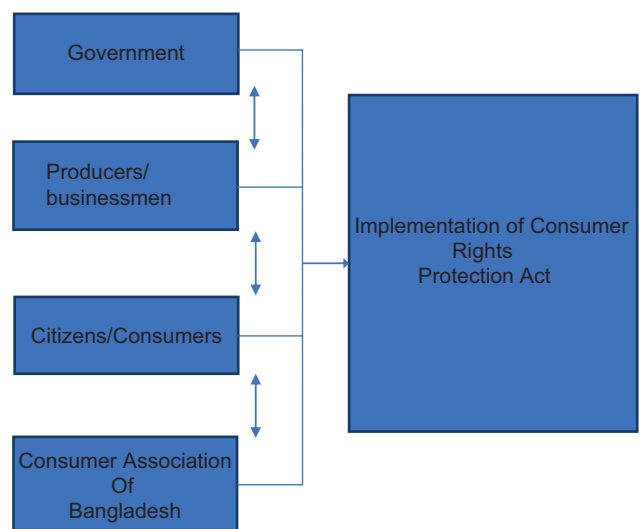 Government
Producers/
businessmen
Citizens/Consumers
Consumer Association
Of
Bangladesh
Implementation of Consumer
Rights
Protection Act